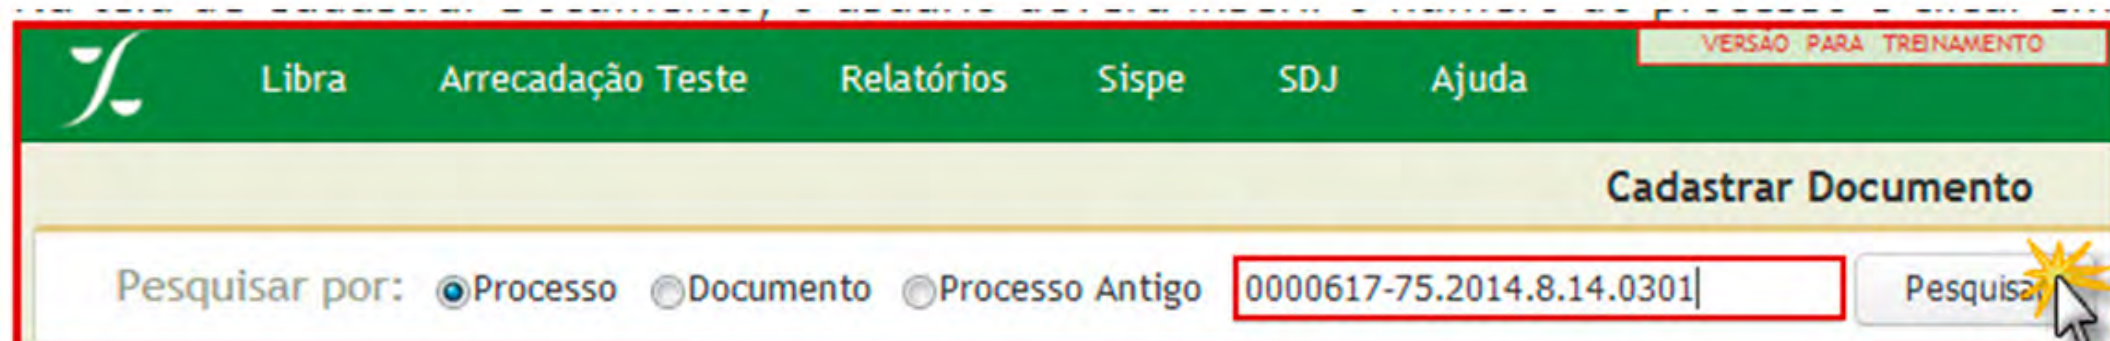 VERSÃO PARA TREINAMENTO
Libra Arrecadação Teste Relatórios Sispe SDJ Ajuda
Cadastrar Documento
Pesquisar por: Processo Documento Processo Antigo 0000617-75.2014.8.14.0301 Pesquisar